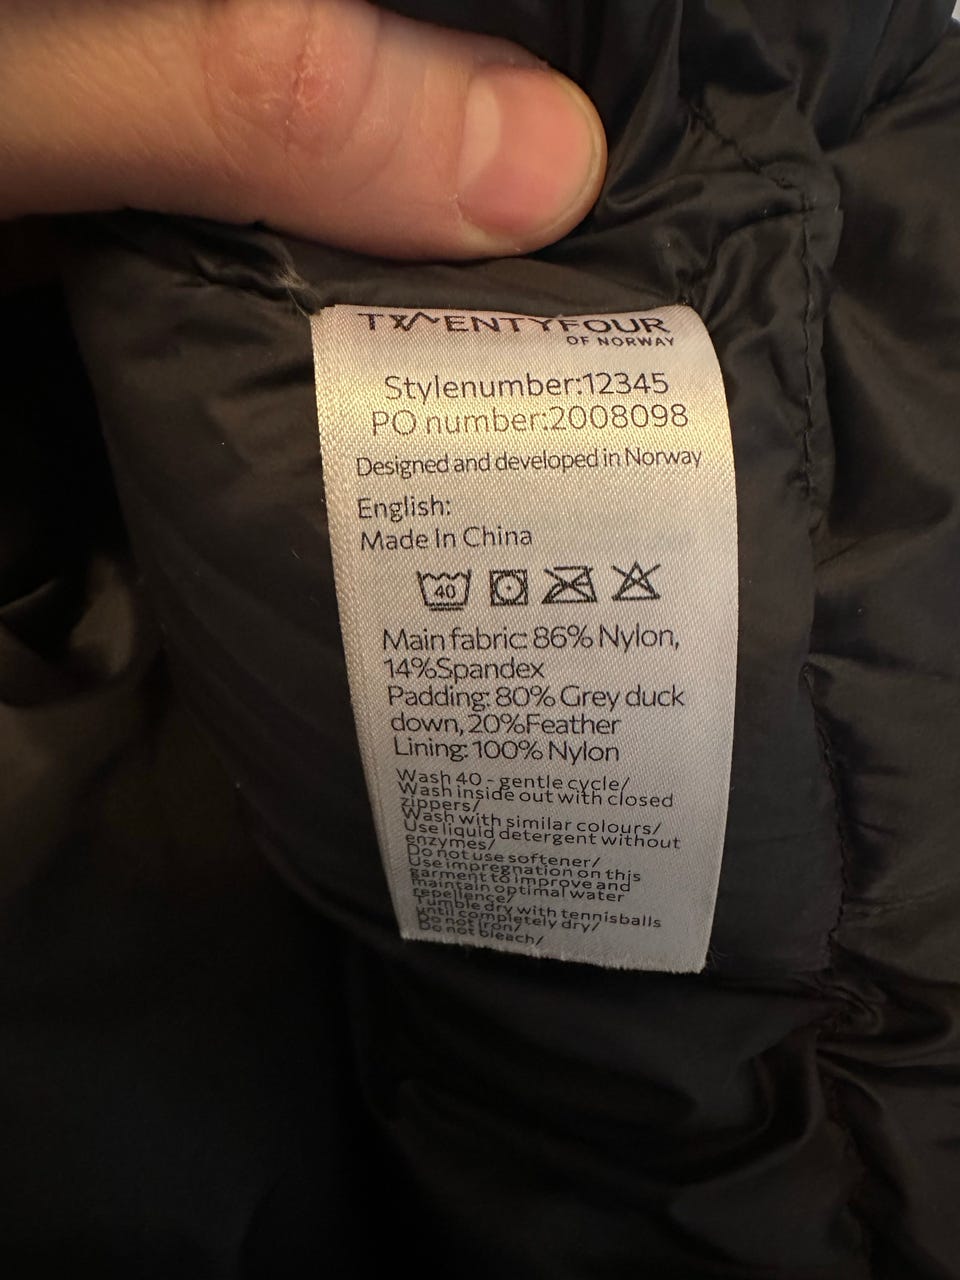 TWENTYFOUR
OF NORWAY
Stylenumber:12345
PO number:2008098
Designed and developed in Norway
English:
Made In China
40
Main fabric: 86% Nylon,
14%Spandex
Padding: 80% Grey duck
down, 20%Feather
Lining: 100% Nylon
Wash 40 - gentle cycle/
Wash inside out with closed
zippers/
Wash with similar colours/
Use liquid detergent without
enzymes/
Do not use softener/
Use impregnation on this
garment to improve and
maintain optimal water
repellence/
Tumble dry with tennisballs
until completely dry/
Do not iron/
Do not bleach/